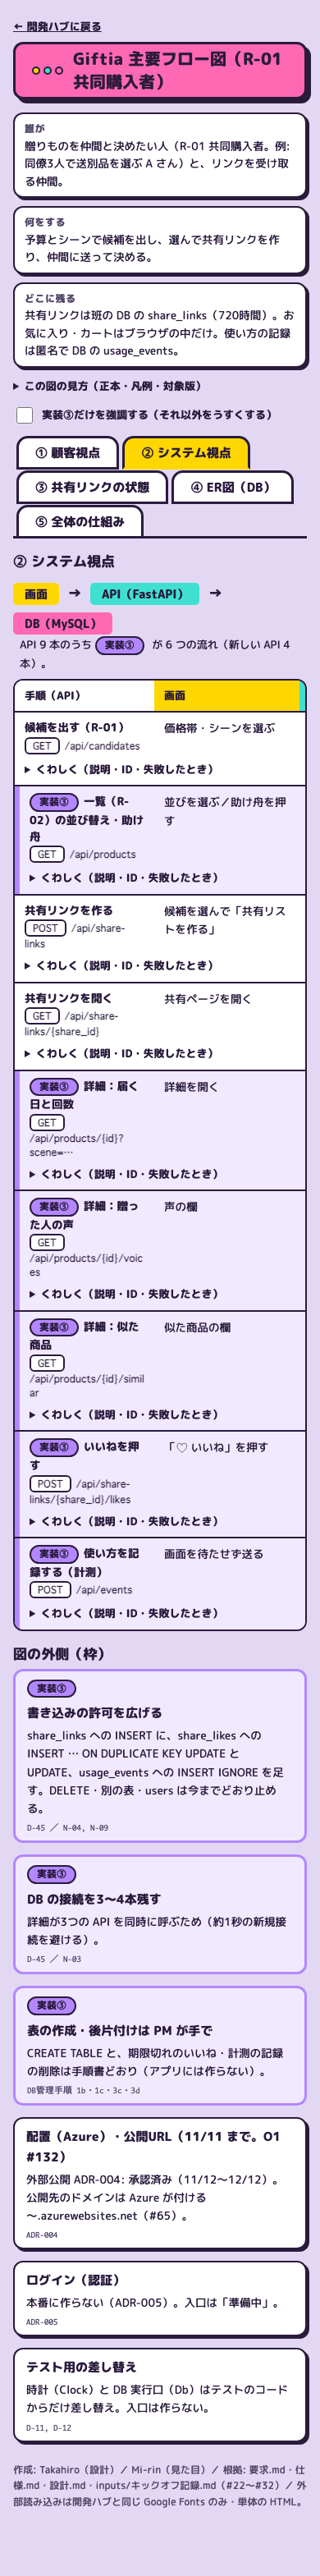 ← 開発ハブに戻る
Giftia 主要フロー図（R-01
共同購入者）
誰が
贈りものを仲間と決めたい人（R-01 共同購入者。例:
同僚3人で送別品を選ぶ A さん）と、リンクを受け取
る仲間。
何をする
予算とシーンで候補を出し、選んで共有リンクを作
り、仲間に送って決める。
どこに残る
共有リンクは班の DB の share_links（720時間）。お
気に入り・カートはブラウザの中だけ。使い方の記録
は匿名で DB の usage_events。
▶ この図の見方（正本・凡例・対象版）
実装③だけを強調する（それ以外をうすくする）
① 顧客視点
② システム視点
③ 共有リンクの状態
④ ER図（DB）
⑤ 全体の仕組み
② システム視点
画面 → API（FastAPI） →
DB（MySQL）
API 9 本のうち 実装③ が 6 つの流れ（新しい API 4
本）。
手順（API） 画面
候補を出す（R-01） 価格帯・シーンを選ぶ
GET /api/candidates
▶ くわしく（説明・ID・失敗したとき）
実装③ 一覧（R- 並びを選ぶ／助け舟を押
02）の並び替え・助け す
舟
GET /api/products
▶ くわしく（説明・ID・失敗したとき）
共有リンクを作る 候補を選んで「共有リス
POST /api/share- トを作る」
links
▶ くわしく（説明・ID・失敗したとき）
共有リンクを開く 共有ページを開く
GET /api/share-
links/{share_id}
▶ くわしく（説明・ID・失敗したとき）
実装③ 詳細：届く 詳細を開く
日と回数
GET
/api/products/{id}?
scene=…
▶ くわしく（説明・ID・失敗したとき）
実装③ 詳細：贈っ 声の欄
た人の声
GET
/api/products/{id}/voic
es
▶ くわしく（説明・ID・失敗したとき）
実装③ 詳細：似た 似た商品の欄
商品
GET
/api/products/{id}/simil
ar
▶ くわしく（説明・ID・失敗したとき）
実装③ いいねを押 「♡ いいね」を押す
す
POST /api/share-
links/{share_id}/likes
▶ くわしく（説明・ID・失敗したとき）
実装③ 使い方を記 画面を待たせず送る
録する（計測）
POST /api/events
▶ くわしく（説明・ID・失敗したとき）
図の外側（枠）
実装③
書き込みの許可を広げる
share_links への INSERT に、share_likes への
INSERT … ON DUPLICATE KEY UPDATE と
UPDATE、usage_events への INSERT IGNORE を足
す。DELETE・別の表・users は今までどおり止め
る。
D-45 ／ N-04, N-09
実装③
DB の接続を3〜4本残す
詳細が3つの API を同時に呼ぶため（約1秒の新規接
続を避ける）。
D-45 ／ N-03
実装③
表の作成・後片付けは PM が手で
CREATE TABLE と、期限切れのいいね・計測の記録
の削除は手順書どおり（アプリには作らない）。
DB管理手順 1b・1c・3c・3d
配置（Azure）・公開URL（11/11 まで。O1
#132）
外部公開 ADR-004: 承認済み（11/12〜12/12）。
公開先のドメインは Azure が付ける
〜.azurewebsites.net（#65）。
ADR-004
ログイン（認証）
本番に作らない（ADR-005）。入口は「準備中」。
ADR-005
テスト用の差し替え
時計（Clock）と DB 実行口（Db）はテストのコード
からだけ差し替え。入口は作らない。
D-11, D-12
作成: Takahiro（設計）／ Mi-rin（見た目）／ 根拠: 要求.md・仕
様.md・設計.md・inputs/キックオフ記録.md（#22〜#32）／ 外
部読み込みは開発ハブと同じ Google Fonts のみ・単体の HTML。